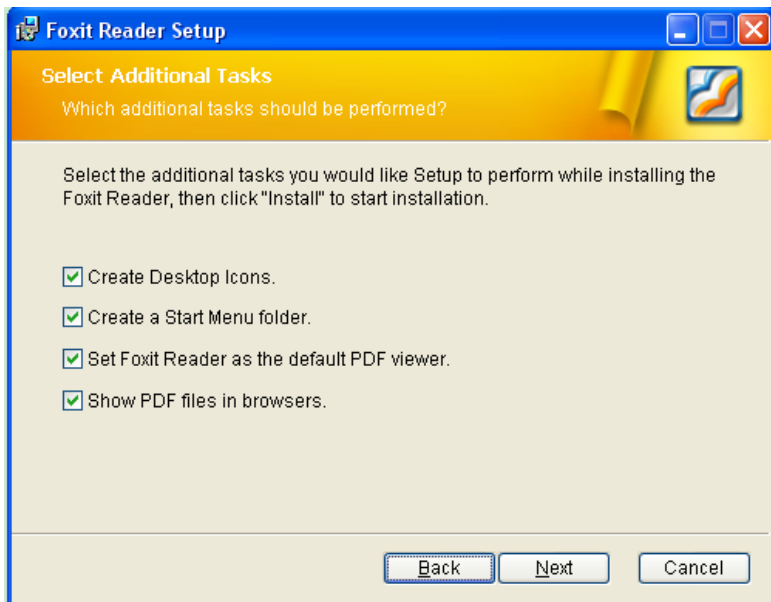 Foxit Reader Setup
Select Additional Tasks
Which additional tasks should be performed?
Select the additional tasks you would like Setup to perform while installing the
Foxit Reader, then click "Install" to start installation.
Create Desktop Icons.
Create a Start Menu folder.
Set Foxit Reader as the default PDF viewer.
Show PDF files in browsers.
Back Next Cancel